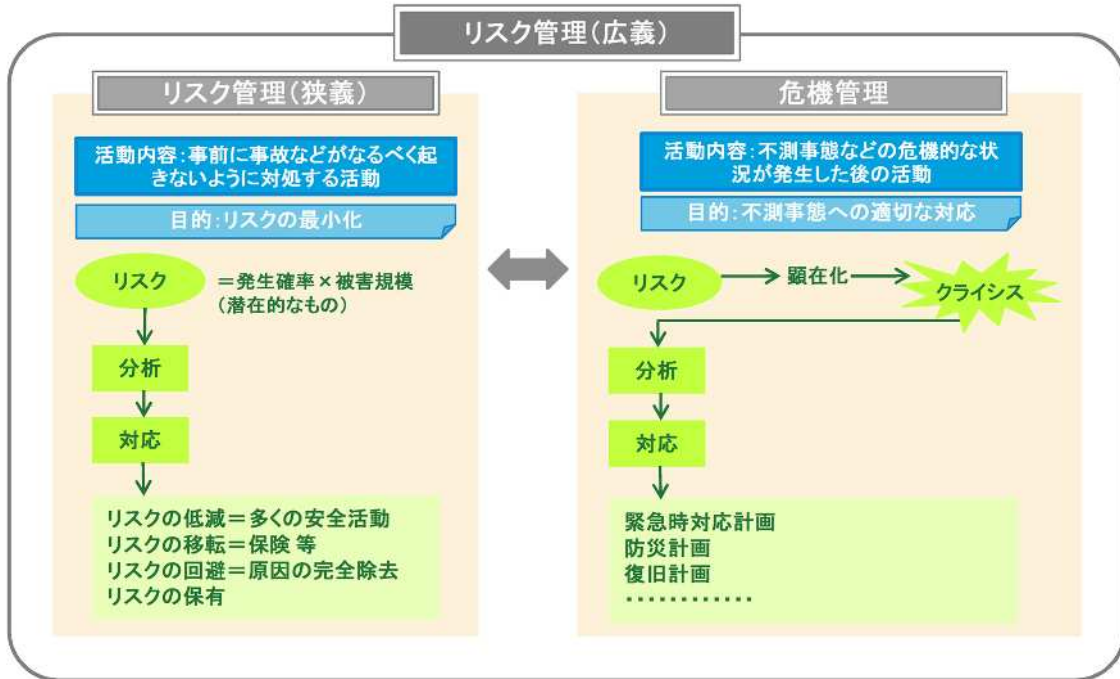 リスク管理(広義)
リスク管理(狭義)
活動内容:事前に事故などがなるべく起
きないように対処する活動
目的:リスクの最小化
リスク
=発生確率×被害規模
(潜在的なもの)
分析
対応
リスクの低減=多くの安全活動
リスクの移転=保険 等
リスクの回避=原因の完全除去
リスクの保有
危機管理
活動内容:不測事態などの危機的な状
況が発生した後の活動
目的:不測事態への適切な対応
リスク
顕在化
クライシス
分析
対応
緊急時対応計画
防災計画
復旧計画
・・・・・・・・・・・・